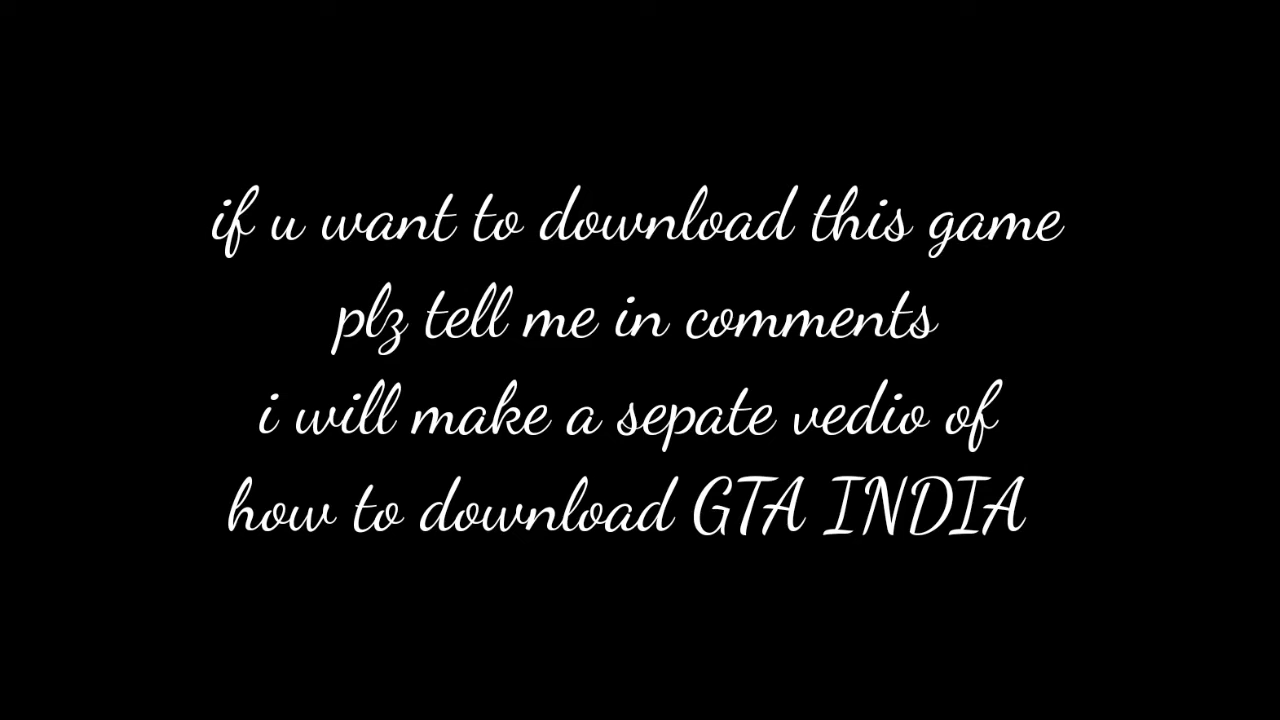 if u want to download this game
plz tell me in comments
i will make a sepate vedio of
how to download GTA INDIA